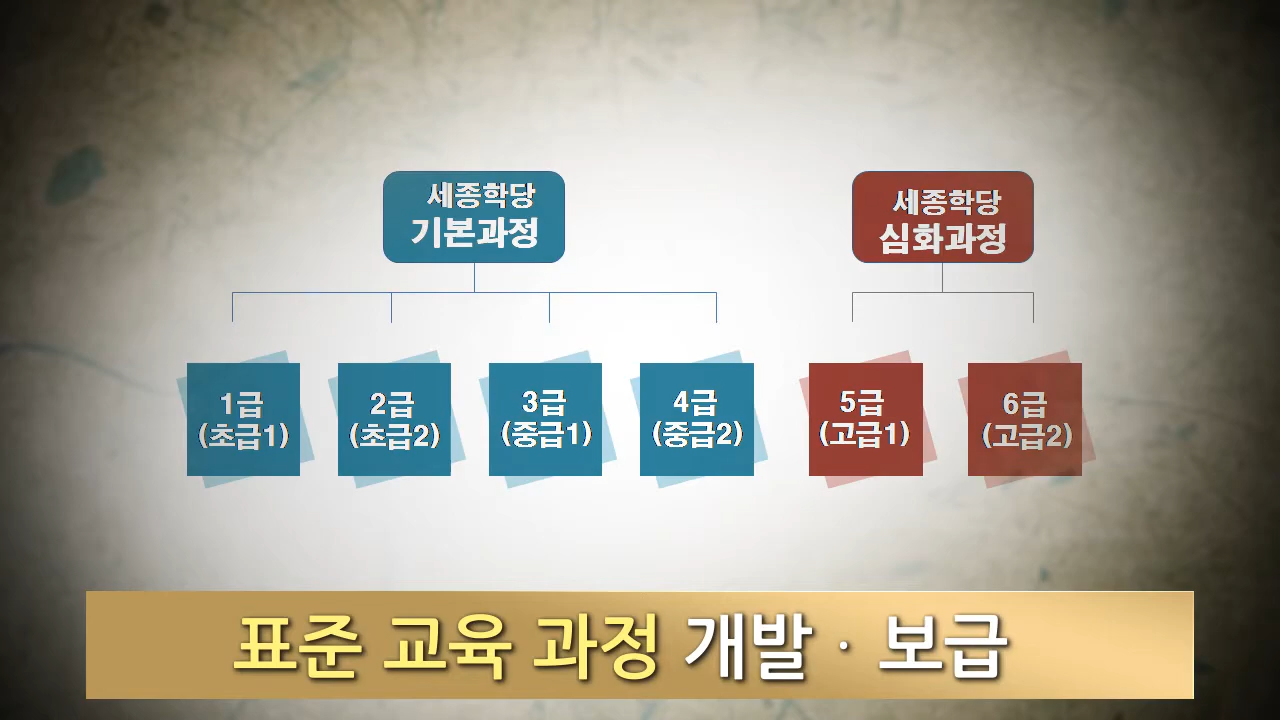 세종학당
기본과정
세종학당
심화과정
1급
(초급1)
2급
(초급2)
3급
(중급1)
4급
(중급2)
5급
(고급1)
6급
(고급2)
표준 교육 과정 개발 · 보급